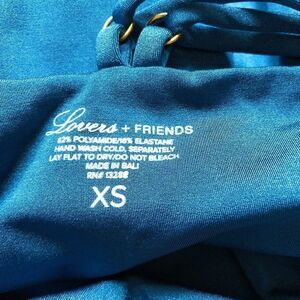 Lovers + FRIENDS
82% POLYAMIDE/18% ELASTANE
HAND WASH COLD, SEPARATELY
LAY FLAT TO DRY/DO NOT BLEACH
MADE IN BALI
RN# 13288
XS